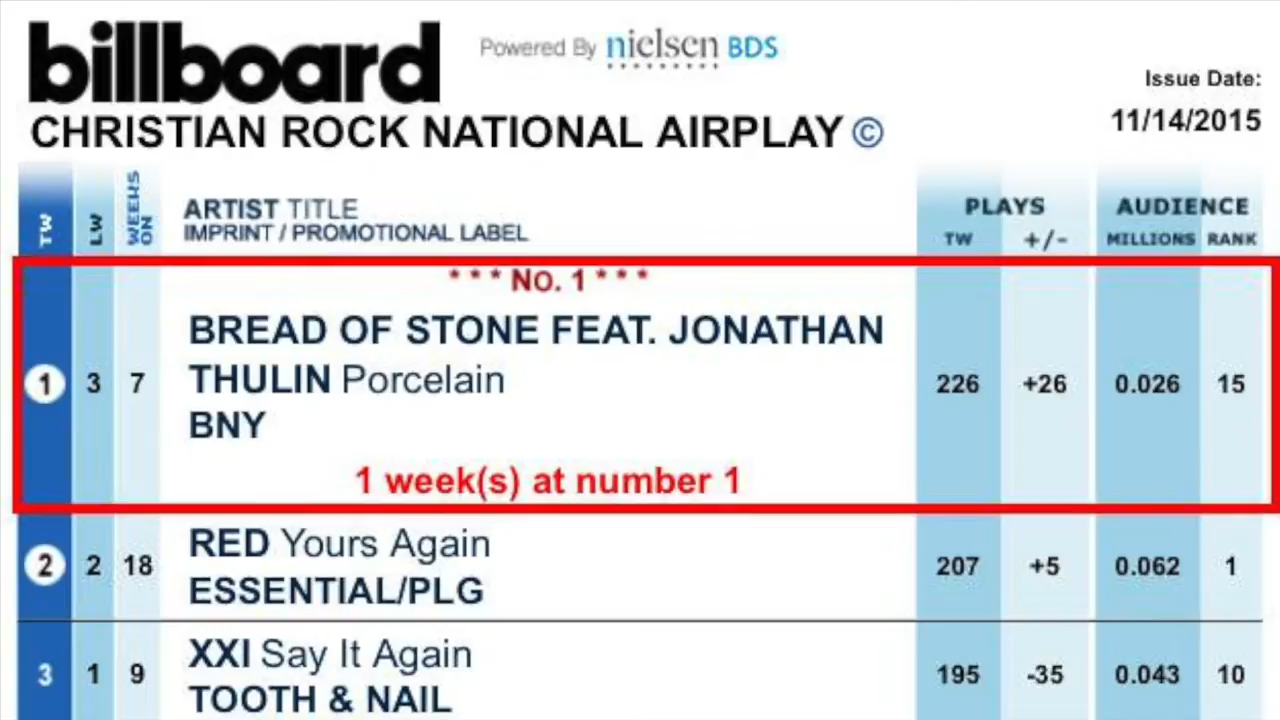 billboard Powered By nielsen BDS
Issue Date:
CHRISTIAN ROCK NATIONAL AIRPLAY © 11/14/2015
TW LW WEEKS ON ARTIST TITLE PLAYS AUDIENCE
IMPRINT / PROMOTIONAL LABEL TW +/- MILLIONS RANK
* * * NO. 1 * * *
BREAD OF STONE FEAT. JONATHAN
1 3 7 THULIN Porcelain 226 +26 0.026 15
BNY
1 week(s) at number 1
RED Yours Again
2 2 18 207 +5 0.062 1
ESSENTIAL/PLG
XXI Say It Again
3 1 9 195 -35 0.043 10
TOOTH & NAIL